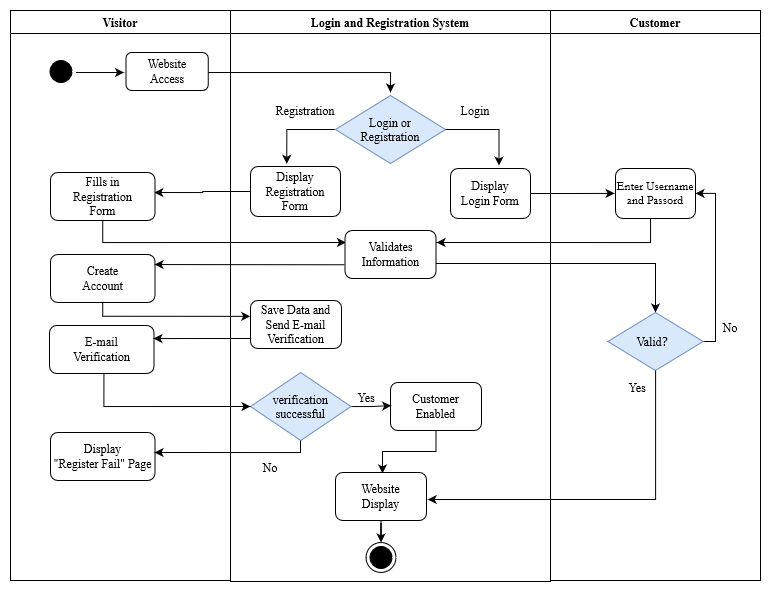 Visitor
Login and Registration System
Customer
Website
Access
Registration
Login
Login or
Registration
Fills in
Registration
Form
Display
Registration
Form
Display
Login Form
Enter Username
and Passord
Validates
Information
Create
Account
Save Data and
Send E-mail
Verification
E-mail
Verification
Valid?
No
Yes
verification
successful
Yes
Customer
Enabled
Display
"Register Fail" Page
No
Website
Display